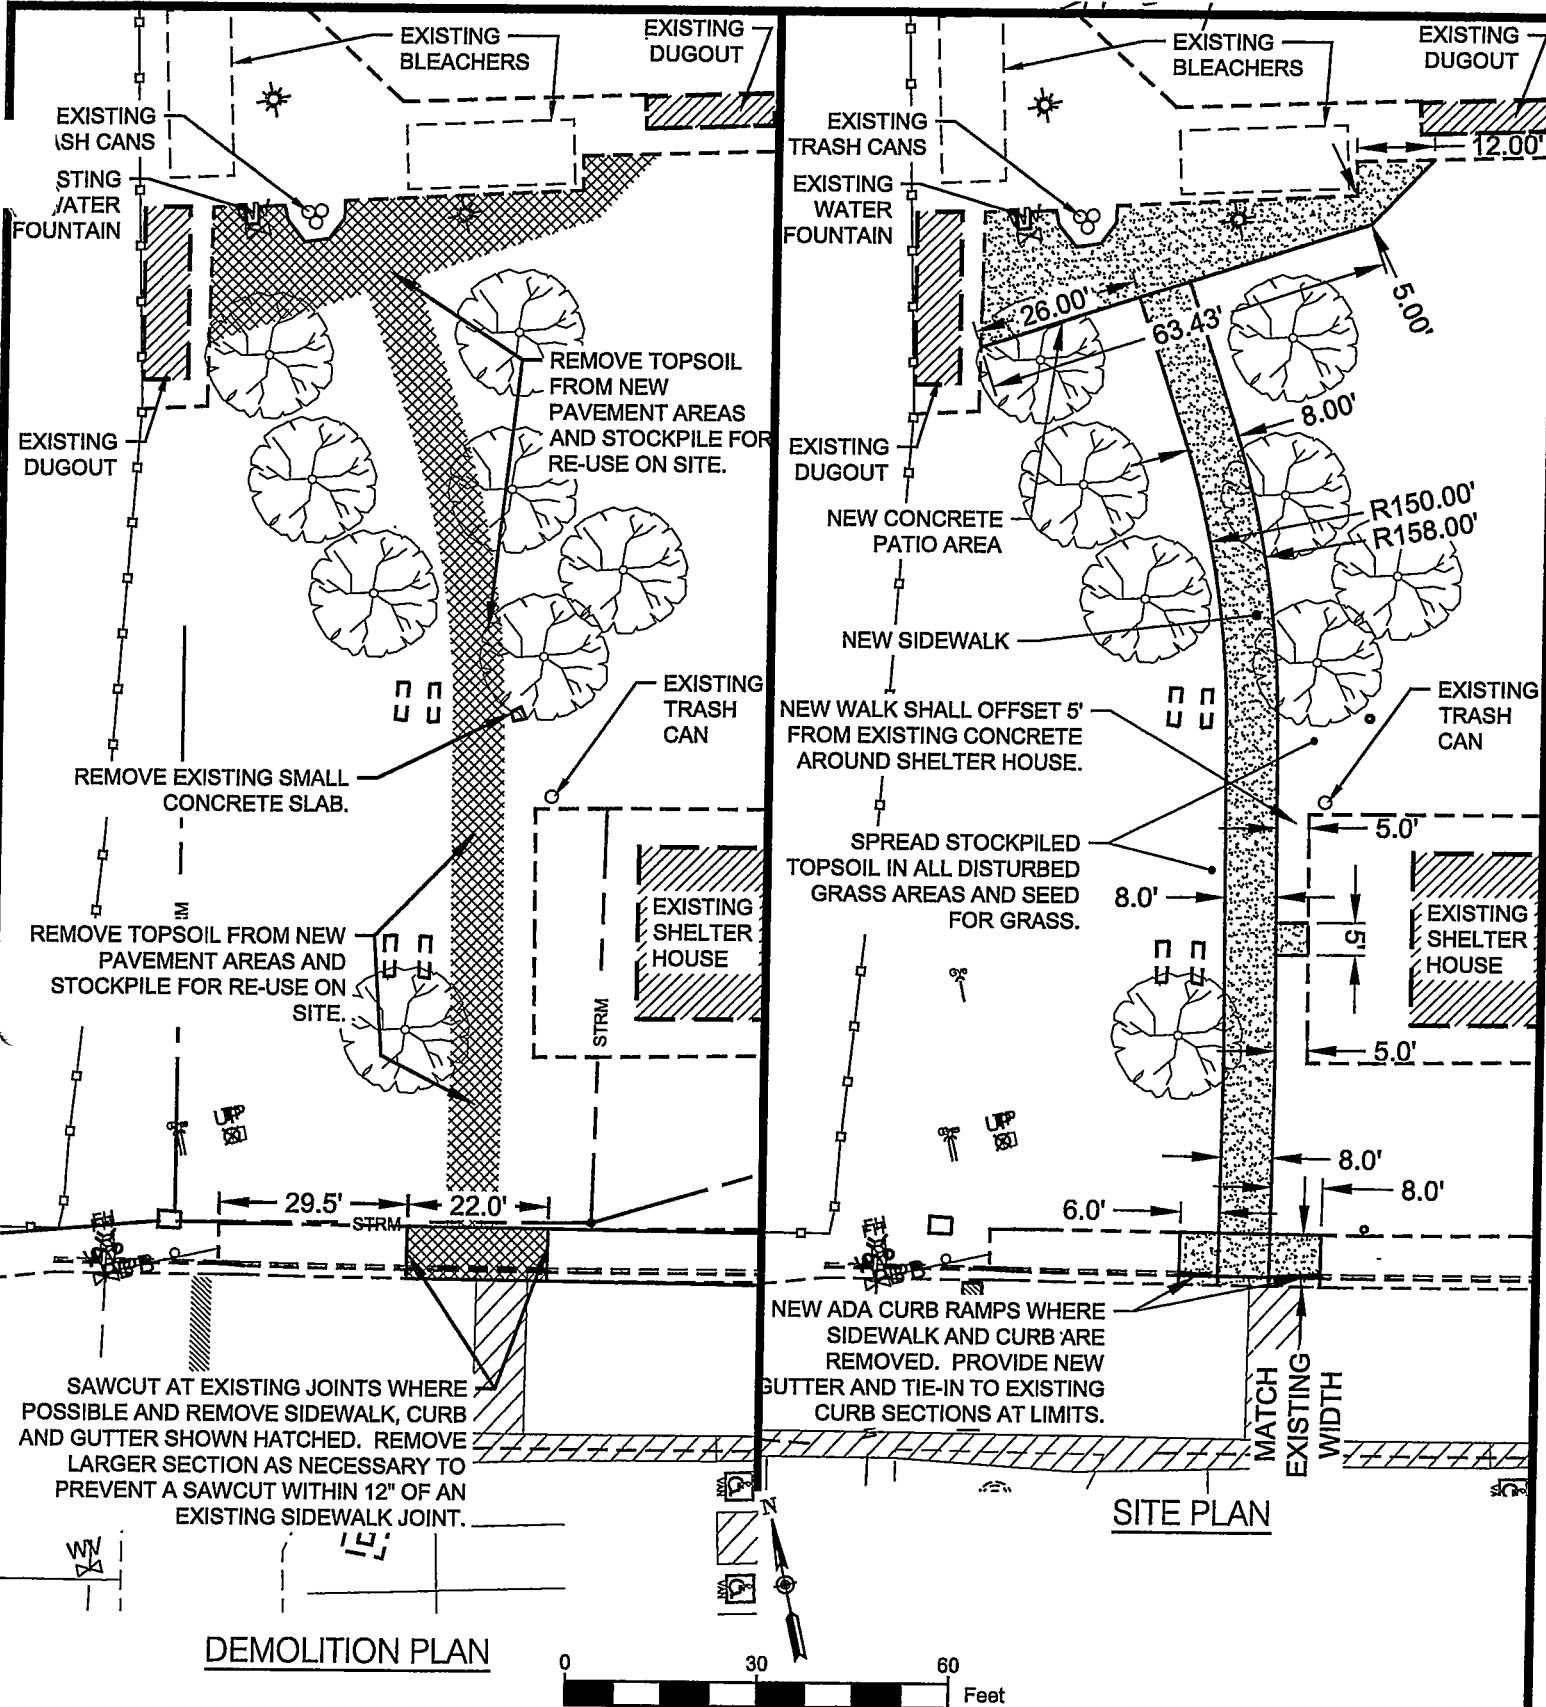 EXISTING
BLEACHERS
EXISTING
DUGOUT
EXISTING
ASH CANS
STING
WATER
FOUNTAIN
REMOVE TOPSOIL
FROM NEW
PAVEMENT AREAS
AND STOCKPILE FOR
RE-USE ON SITE.
EXISTING
DUGOUT
EXISTING
TRASH
CAN
REMOVE EXISTING SMALL
CONCRETE SLAB.
EXISTING
SHELTER
HOUSE
REMOVE TOPSOIL FROM NEW
PAVEMENT AREAS AND
STOCKPILE FOR RE-USE ON
SITE.
STRM
UP
29.5'
22.0'
STRM
SAWCUT AT EXISTING JOINTS WHERE
POSSIBLE AND REMOVE SIDEWALK, CURB
AND GUTTER SHOWN HATCHED. REMOVE
LARGER SECTION AS NECESSARY TO
PREVENT A SAWCUT WITHIN 12" OF AN
EXISTING SIDEWALK JOINT.
WV
DEMOLITION PLAN
EXISTING
BLEACHERS
EXISTING
DUGOUT
EXISTING
TRASH CANS
12.00'
EXISTING
WATER
FOUNTAIN
26.00'
63.43'
5.00'
8.00'
EXISTING
DUGOUT
NEW CONCRETE
PATIO AREA
R150.00'
R158.00'
NEW SIDEWALK
NEW WALK SHALL OFFSET 5'
FROM EXISTING CONCRETE
AROUND SHELTER HOUSE.
EXISTING
TRASH
CAN
SPREAD STOCKPILED
TOPSOIL IN ALL DISTURBED
GRASS AREAS AND SEED
FOR GRASS.
5.0'
8.0'
5'
EXISTING
SHELTER
HOUSE
5.0'
UP
8.0'
8.0'
6.0'
NEW ADA CURB RAMPS WHERE
SIDEWALK AND CURB ARE
REMOVED. PROVIDE NEW
GUTTER AND TIE-IN TO EXISTING
CURB SECTIONS AT LIMITS.
MATCH
EXISTING
WIDTH
SITE PLAN
N
0 30 60
Feet